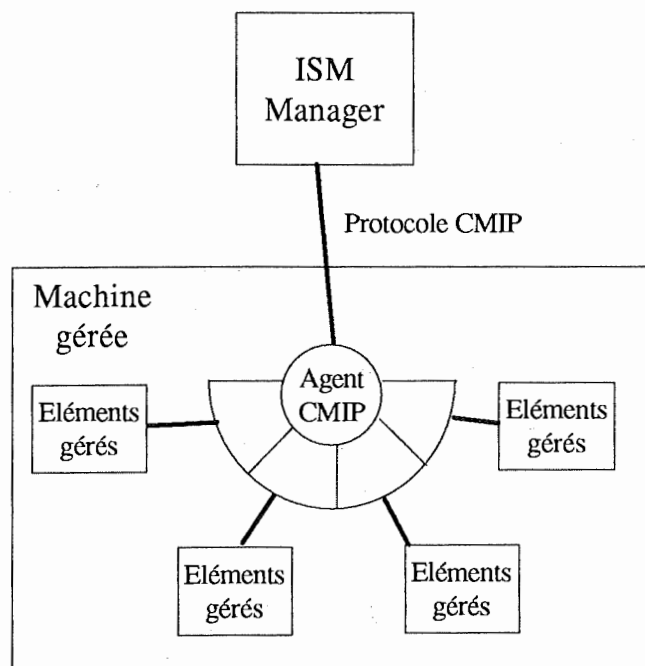 ISM
Manager
Protocole CMIP
Machine
gérée
Agent
CMIP
Eléments
gérés
Eléments
gérés
Eléments
gérés
Eléments
gérés